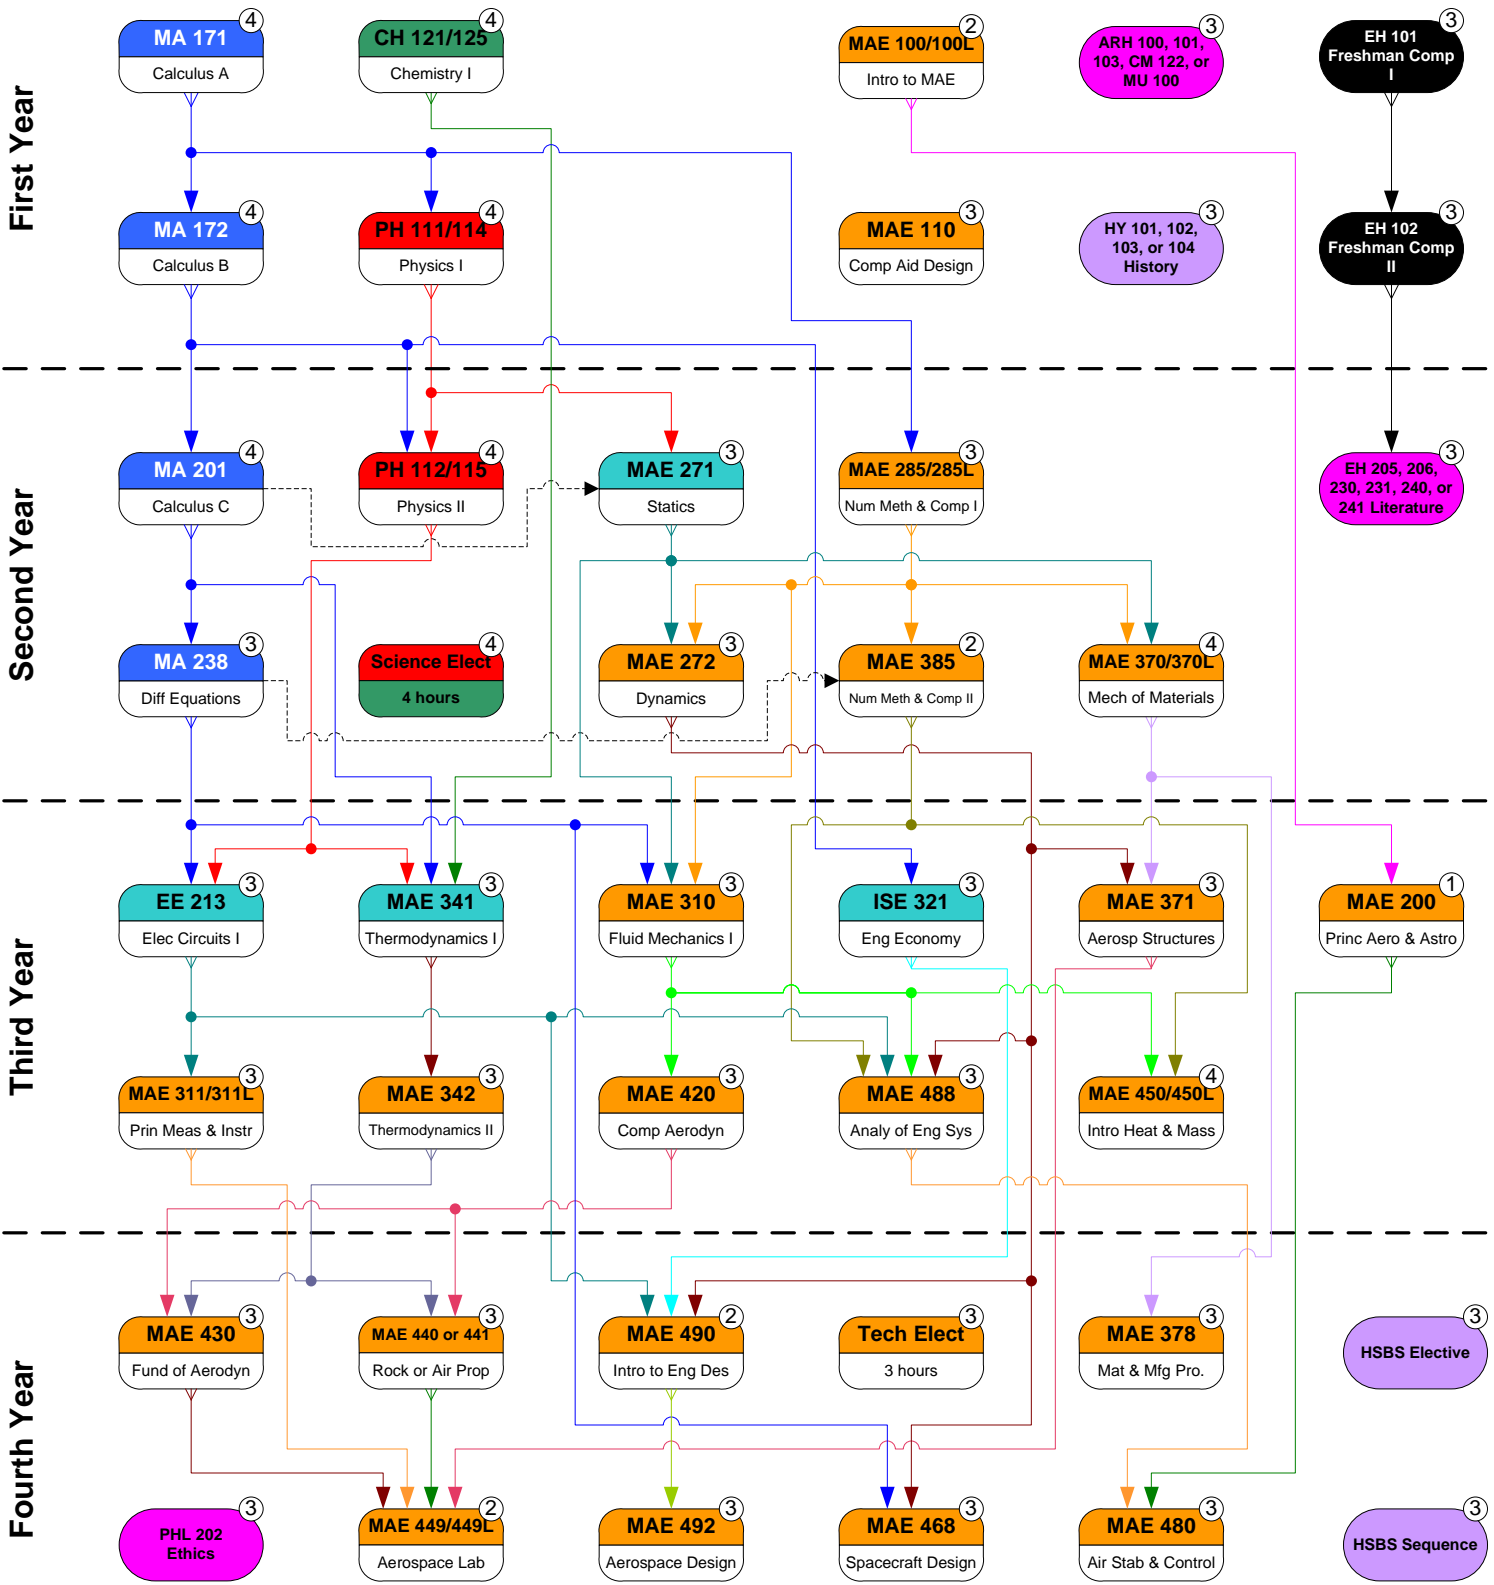 First Year
4
MA 171
Calculus A
4
CH 121/125
Chemistry I
2
MAE 100/100L
Intro to MAE
3
ARH 100, 101,
103, CM 122, or
MU 100
3
EH 101
Freshman Comp
I
4
MA 172
Calculus B
4
PH 111/114
Physics I
3
MAE 110
Comp Aid Design
3
HY 101, 102,
103, or 104
History
3
EH 102
Freshman Comp
II
Second Year
4
MA 201
Calculus C
4
PH 112/115
Physics II
3
MAE 271
Statics
3
MAE 285/285L
Num Meth & Comp I
3
EH 205, 206,
230, 231, 240, or
241 Literature
3
MA 238
Diff Equations
4
Science Elect
4 hours
3
MAE 272
Dynamics
2
MAE 385
Num Meth & Comp II
4
MAE 370/370L
Mech of Materials
Third Year
3
EE 213
Elec Circuits I
3
MAE 341
Thermodynamics I
3
MAE 310
Fluid Mechanics I
3
ISE 321
Eng Economy
3
MAE 371
Aerosp Structures
1
MAE 200
Princ Aero & Astro
3
MAE 311/311L
Prin Meas & Instr
3
MAE 342
Thermodynamics II
3
MAE 420
Comp Aerodyn
3
MAE 488
Analy of Eng Sys
4
MAE 450/450L
Intro Heat & Mass
Fourth Year
3
MAE 430
Fund of Aerodyn
3
MAE 440 or 441
Rock or Air Prop
2
MAE 490
Intro to Eng Des
3
Tech Elect
3 hours
3
MAE 378
Mat & Mfg Pro.
3
HSBS Elective
3
PHL 202
Ethics
2
MAE 449/449L
Aerospace Lab
3
MAE 492
Aerospace Design
3
MAE 468
Spacecraft Design
3
MAE 480
Air Stab & Control
3
HSBS Sequence